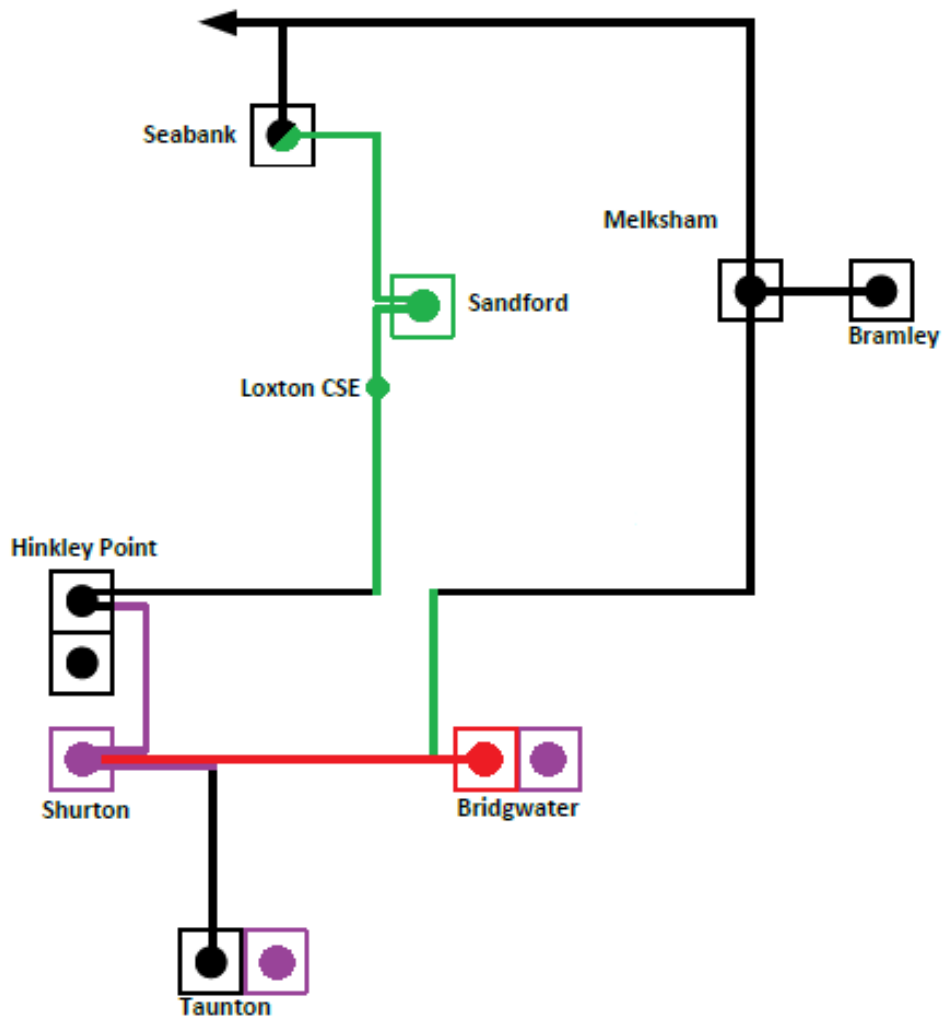 Seabank
Melksham
Sandford
Bramley
Loxton CSE
Hinkley Point
Shurton
Bridgwater
Taunton